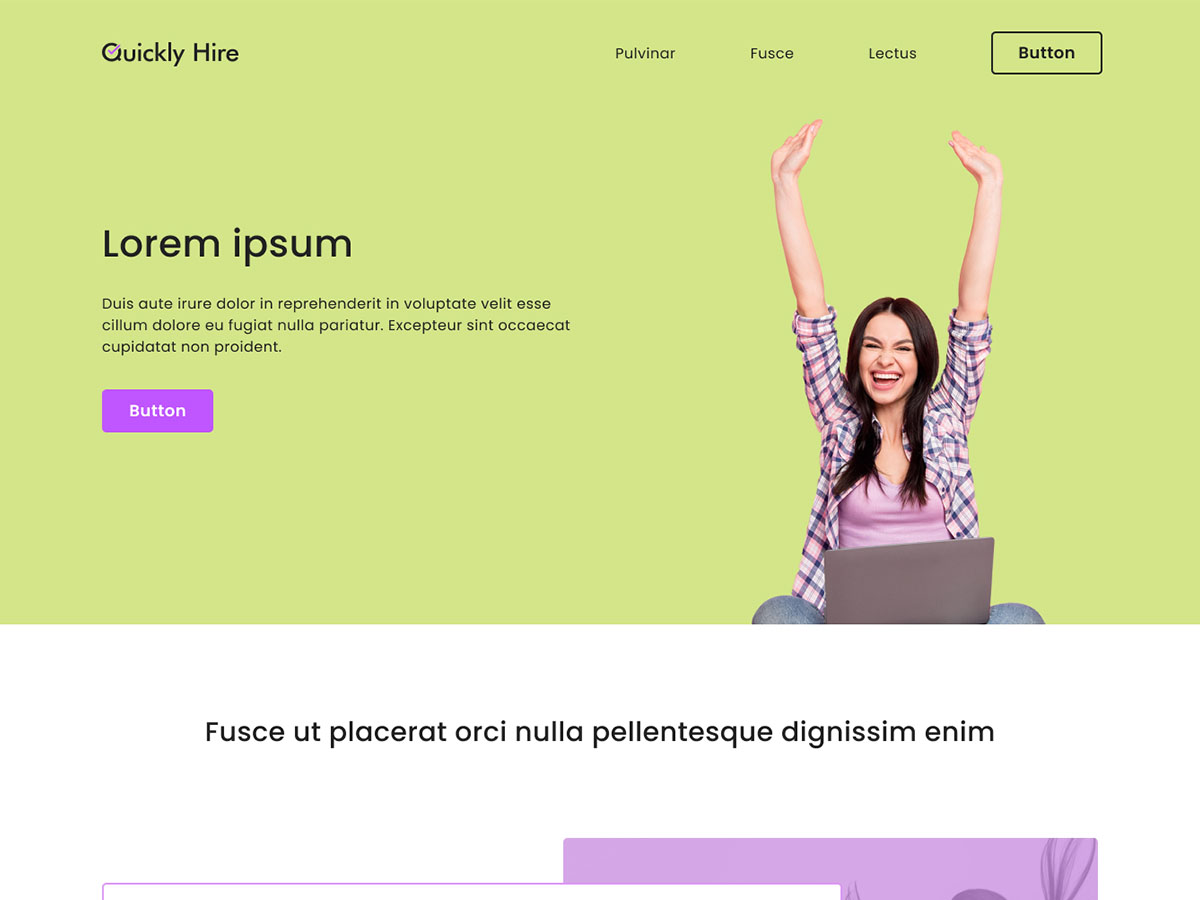 Quickly Hire
Pulvinar
Fusce
Lectus
Button
Lorem ipsum
Duis aute irure dolor in reprehenderit in voluptate velit esse
cillum dolore eu fugiat nulla pariatur. Excepteur sint occaecat
cupidatat non proident.
Button
Fusce ut placerat orci nulla pellentesque dignissim enim